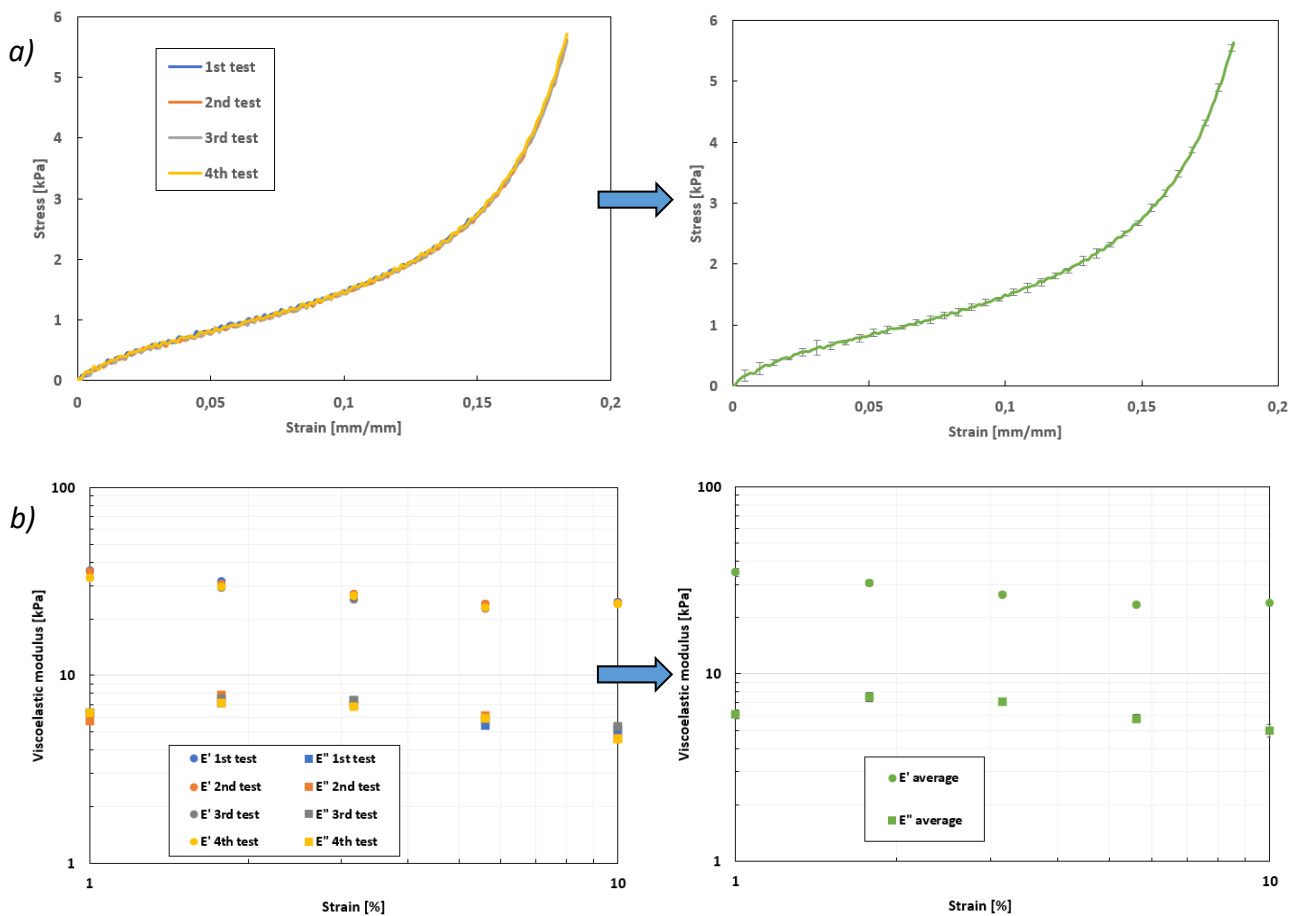 a)
6
5
4
3
2
1
0
Stress [kPa]
1st test
2nd test
3rd test
4th test
0
0,05
0,1
0,15
0,2
Strain [mm/mm]
6
5
4
3
2
1
0
Stress [kPa]
0
0,05
0,1
0,15
0,2
Strain [mm/mm]
b)
100
10
1
Viscoelastic modulus [kPa]
E' 1st test
E" 1st test
E' 2nd test
E" 2nd test
E' 3rd test
E" 3rd test
E' 4th test
E" 4th test
1
10
Strain [%]
100
10
1
Viscoelastic modulus [kPa]
E' average
E" average
1
10
Strain [%]